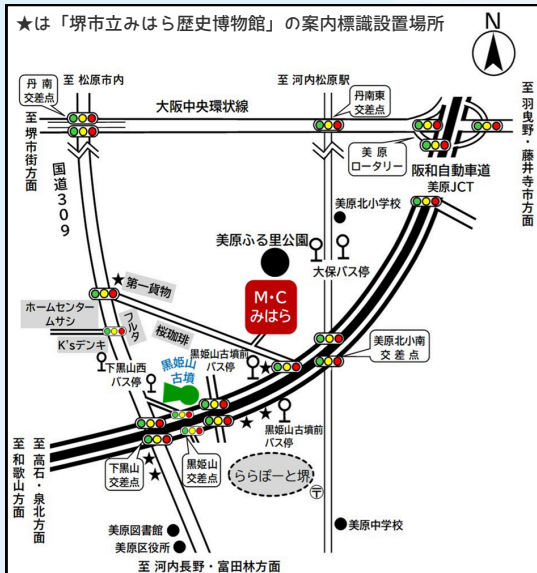 ★は「堺市立みはら歴史博物館」の案内標識設置場所
N
至 松原市内
至 河内松原駅
丹 南
交差点
丹南東
交差点
大阪中央環状線
至 羽曳野・藤井寺市方面
至 堺市街方面
美 原
ロータリー
阪和自動車道
美原JCT
国道309
美原北小学校
美原ふる里公園
大保バス停
第一貨物
M・C
みはら
ホームセンター
ムサシ
フルタ
桜珈琲
K'sデンキ
美原北小南
交 差 点
黒姫山古墳前
バス停
下黒山西
バス停
黒姫山
古墳
黒姫山古墳前
バス停
至 和歌山方面
至 高石・泉北方面
下黒山
交差点
黒姫山
交差点
ららぽーと堺
〒
美原図書館
美原中学校
美原区役所
至 河内長野・富田林方面